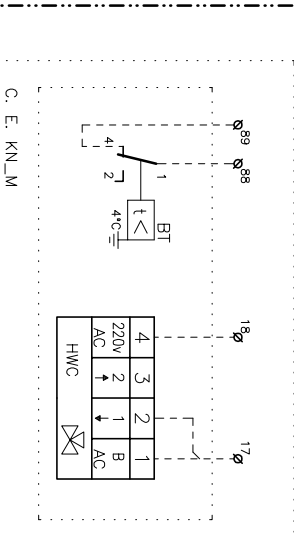 89 88 18 17
4 1
2
BT
t <
4°C
4 3 2 1
220v 2 1 B
AC AC
HWC
C. E. KN_M